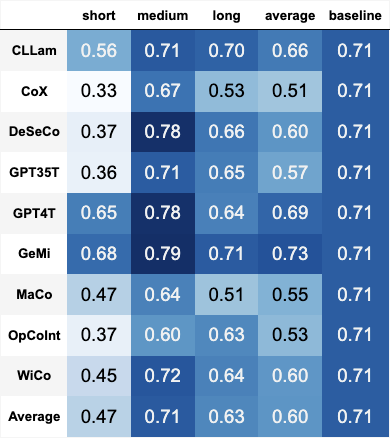 short medium long average baseline
CLLam 0.56 0.71 0.70 0.66 0.71
CoX 0.33 0.67 0.53 0.51 0.71
DeSeCo 0.37 0.78 0.66 0.60 0.71
GPT35T 0.36 0.71 0.65 0.57 0.71
GPT4T 0.65 0.78 0.64 0.69 0.71
GeMi 0.68 0.79 0.71 0.73 0.71
MaCo 0.47 0.64 0.51 0.55 0.71
OpCoInt 0.37 0.60 0.63 0.53 0.71
WiCo 0.45 0.72 0.64 0.60 0.71
Average 0.47 0.71 0.63 0.60 0.71